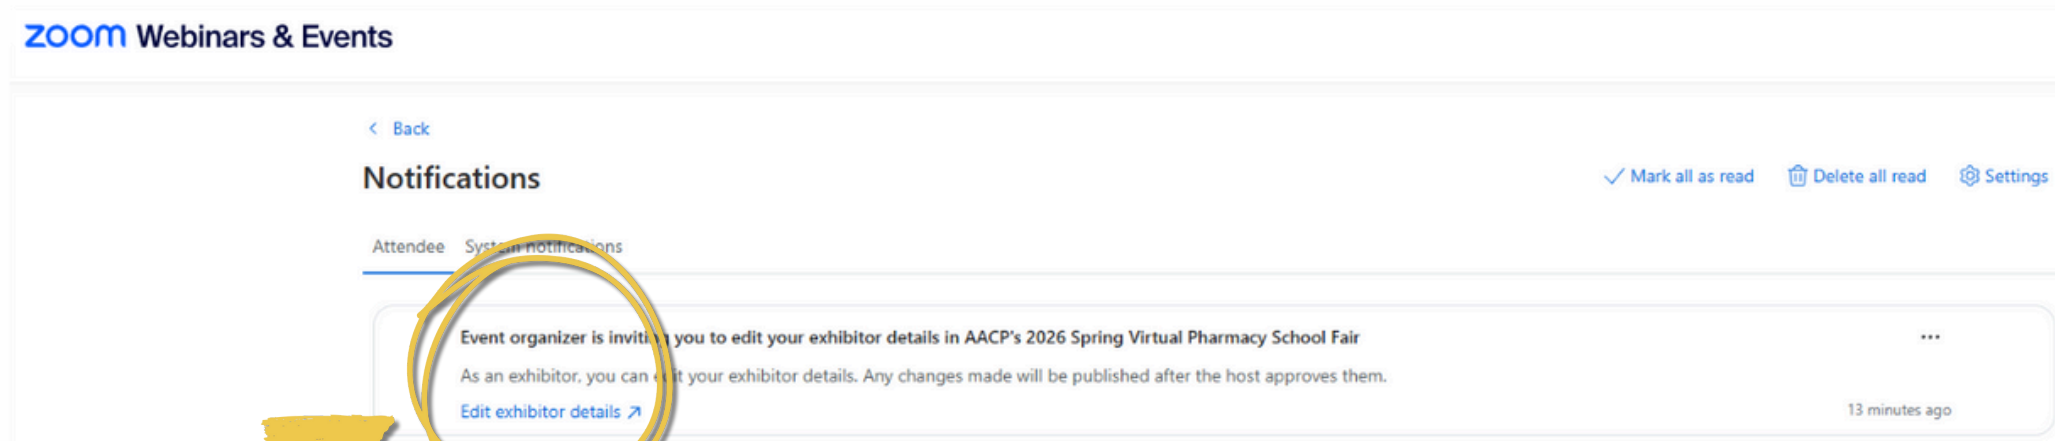 zoom Webinars & Events
Back
Notifications
Mark all as read Delete all read Settings
Attendee System notifications
Event organizer is inviting you to edit your exhibitor details in AACP's 2026 Spring Virtual Pharmacy School Fair
As an exhibitor, you can edit your exhibitor details. Any changes made will be published after the host approves them.
Edit exhibitor details
13 minutes ago